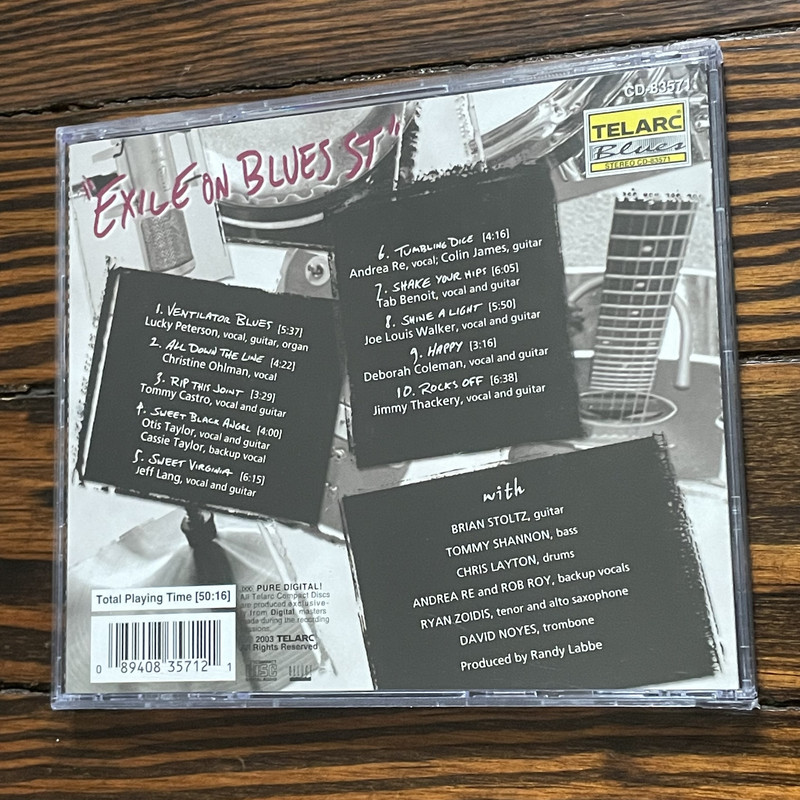 CD-83571
TELARC
Blues
STEREO CD-83571
"EXILE ON BLUES ST"
1. VENTILATOR BLUES [5:37]
Lucky Peterson, vocal, guitar, organ
2. ALL DOWN THE LINE [4:22]
Christine Ohlman, vocal
3. RIP THIS JOINT [3:29]
Tommy Castro, vocal and guitar
4. SWEET BLACK ANGEL [4:00]
Otis Taylor, vocal and guitar
Cassie Taylor, backup vocal
5. SWEET VIRGINIA [6:15]
Jeff Lang, vocal and guitar
6. TUMBLING DICE [4:16]
Andrea Re, vocal; Colin James, guitar
7. SHAKE YOUR HIPS [6:05]
Tab Benoit, vocal and guitar
8. SHINE A LIGHT [5:50]
Joe Louis Walker, vocal and guitar
9. HAPPY [3:16]
Deborah Coleman, vocal and guitar
10. ROCKS OFF [6:38]
Jimmy Thackery, vocal and guitar
with
BRIAN STOLTZ, guitar
TOMMY SHANNON, bass
CHRIS LAYTON, drums
ANDREA RE and ROB ROY, backup vocals
RYAN ZOIDIS, tenor and alto saxophone
DAVID NOYES, trombone
Produced by Randy Labbe
Total Playing Time [50:16]
0 89408 35712 1
PURE DIGITAL!
All Telarc Compact Discs
are produced exclusive-
ly from Digital masters
made during the recording
sessions.
2003 TELARC
All Rights Reserved